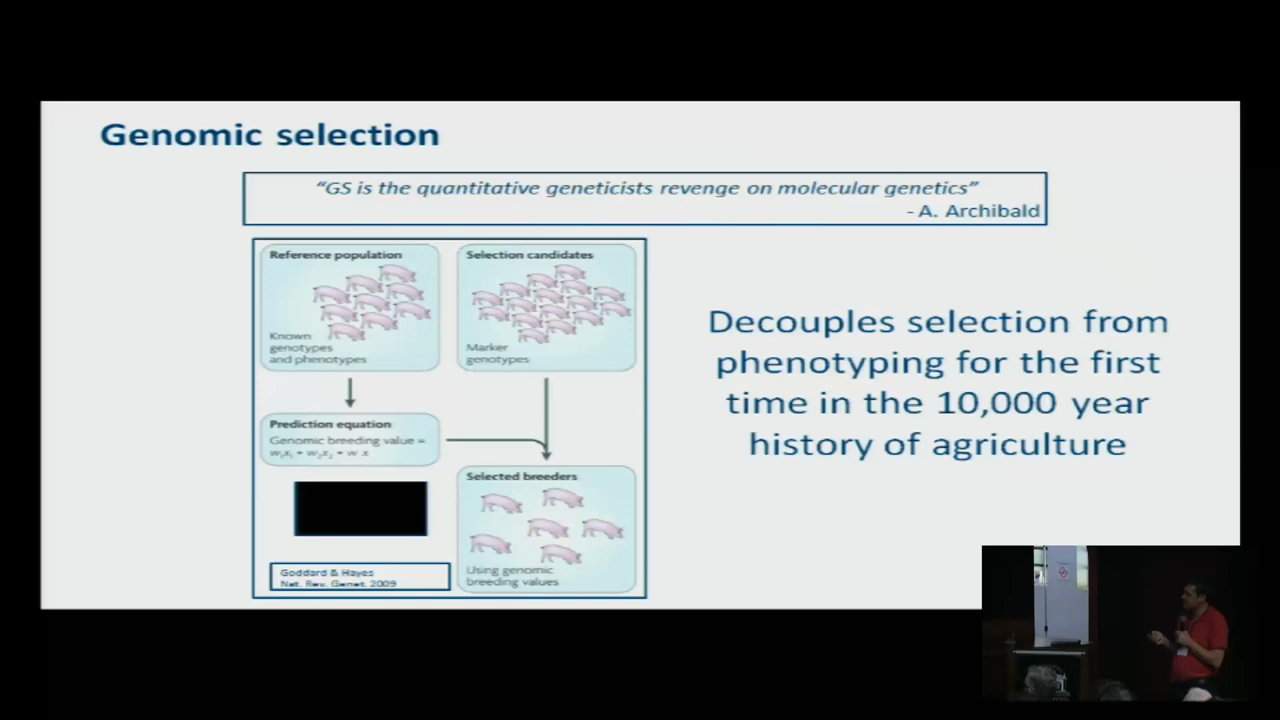 Genomic selection
“GS is the quantitative geneticists revenge on molecular genetics”
- A. Archibald
Reference population
Known
genotypes
and phenotypes
Selection candidates
Marker
genotypes
Prediction equation
Genomic breeding value =
w₁x₁ + w₂x₂ + w x
Selected breeders
Using genomic
breeding values
Goddard & Hayes
Nat. Rev. Genet. 2009
Decouples selection from
phenotyping for the first
time in the 10,000 year
history of agriculture